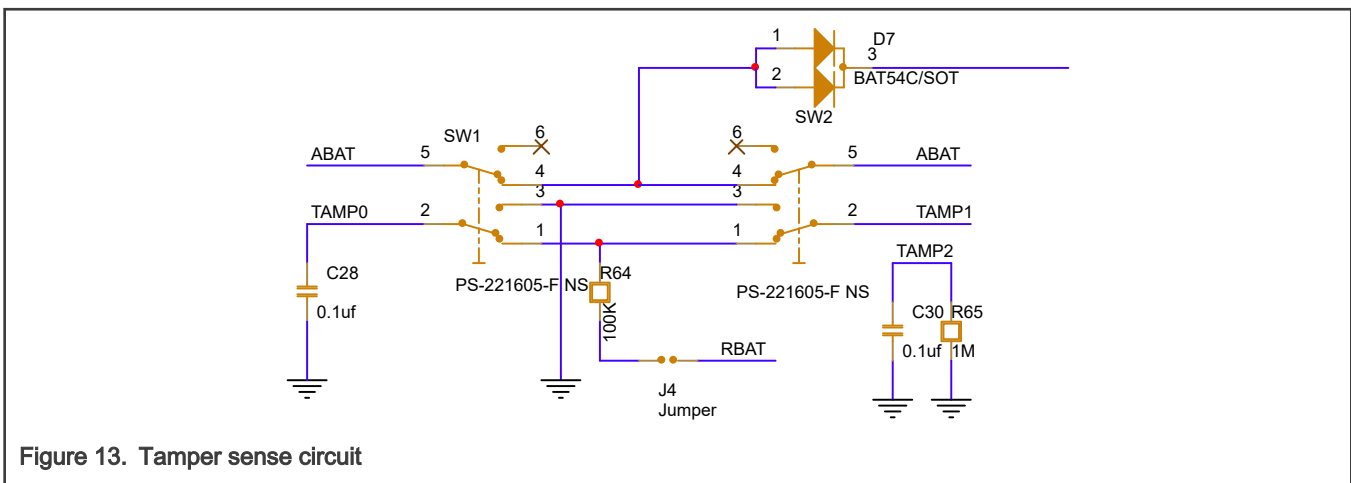 1
D7
3
2
BAT54C/SOT
SW2
SW1
6
6
ABAT
5
4
4
5
ABAT
3
3
TAMP0
2
1
1
2
TAMP1
TAMP2
C28
0.1uf
PS-221605-F NS
R64
100K
PS-221605-F NS
C30
R65
0.1uf
1M
RBAT
J4
Jumper
Figure 13. Tamper sense circuit